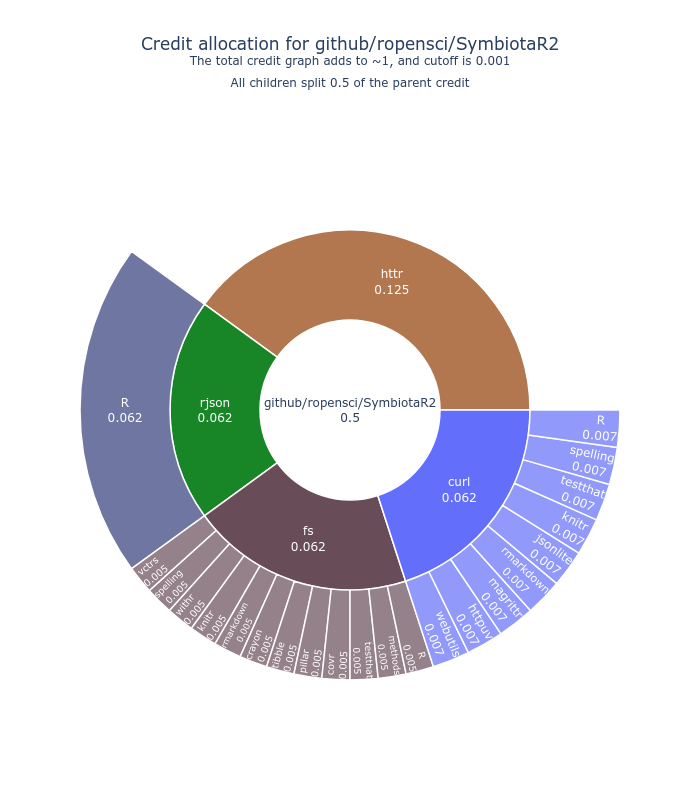 Credit allocation for github/ropensci/SymbiotaR2
The total credit graph adds to ~1, and cutoff is 0.001
All children split 0.5 of the parent credit
httr
0.125
R
0.062
rjson
0.062
github/ropensci/SymbiotaR2
0.5
curl
0.062
fs
0.062
R
0.007
spelling
0.007
testthat
0.007
knitr
0.007
jsonlite
0.007
rmarkdown
0.007
magrittr
0.007
httpuv
0.007
webutils
0.007
vctrs
0.005
spelling
0.005
withr
0.005
knitr
0.005
rmarkdown
0.005
crayon
0.005
tibble
0.005
pillar
0.005
covr
0.005
testthat
0.005
methods
0.005
R
0.005